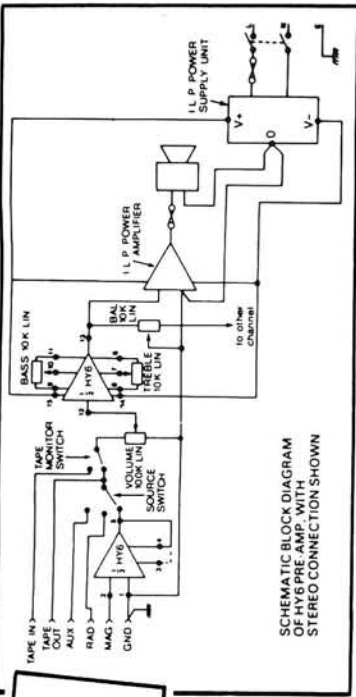 TAPE IN
TAPE
OUT
AUX
RAD
MAG
GND
TAPE
MONITOR
SWITCH
VOLUME
100K LIN
SOURCE
SWITCH
HY6
BASS 10K LIN
HY6
TREBLE
10K LIN
BAL
10K
LIN
to other
channel
I L P POWER
AMPLIFIER
I L P POWER
SUPPLY UNIT
V+
O
V-
L
N
E
SCHEMATIC BLOCK DIAGRAM
OF HY6 PRE. AMP. WITH
STEREO CONNECTION SHOWN